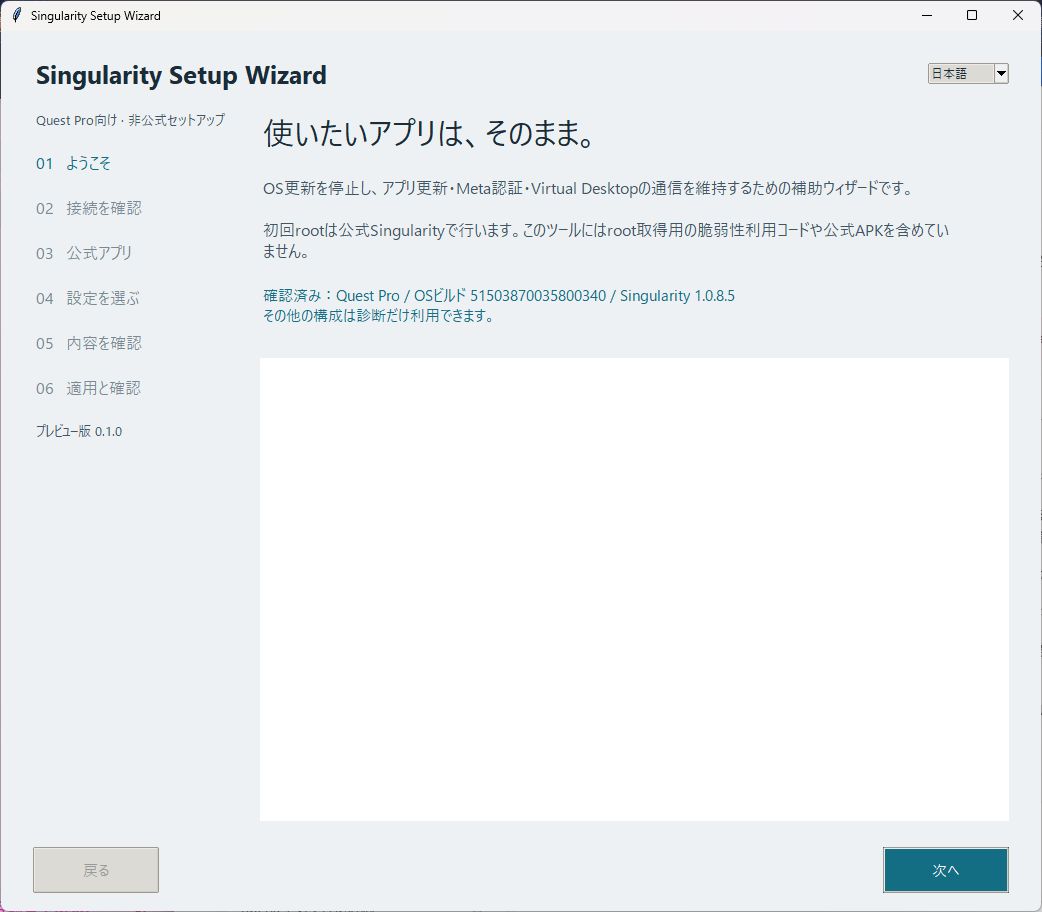 Singularity Setup Wizard
Singularity Setup Wizard
日本語
Quest Pro向け · 非公式セットアップ
01 ようこそ
02 接続を確認
03 公式アプリ
04 設定を選ぶ
05 内容を確認
06 適用と確認
プレビュー版 0.1.0
使いたいアプリは、そのまま。
OS更新を停止し、アプリ更新・Meta認証・Virtual Desktopの通信を維持するための補助ウィザードです。
初回rootは公式Singularityで行います。このツールにはroot取得用の脆弱性利用コードや公式APKを含めてい
ません。
確認済み：Quest Pro / OSビルド 51503870035800340 / Singularity 1.0.8.5
その他の構成は診断だけ利用できます。
戻る
次へ